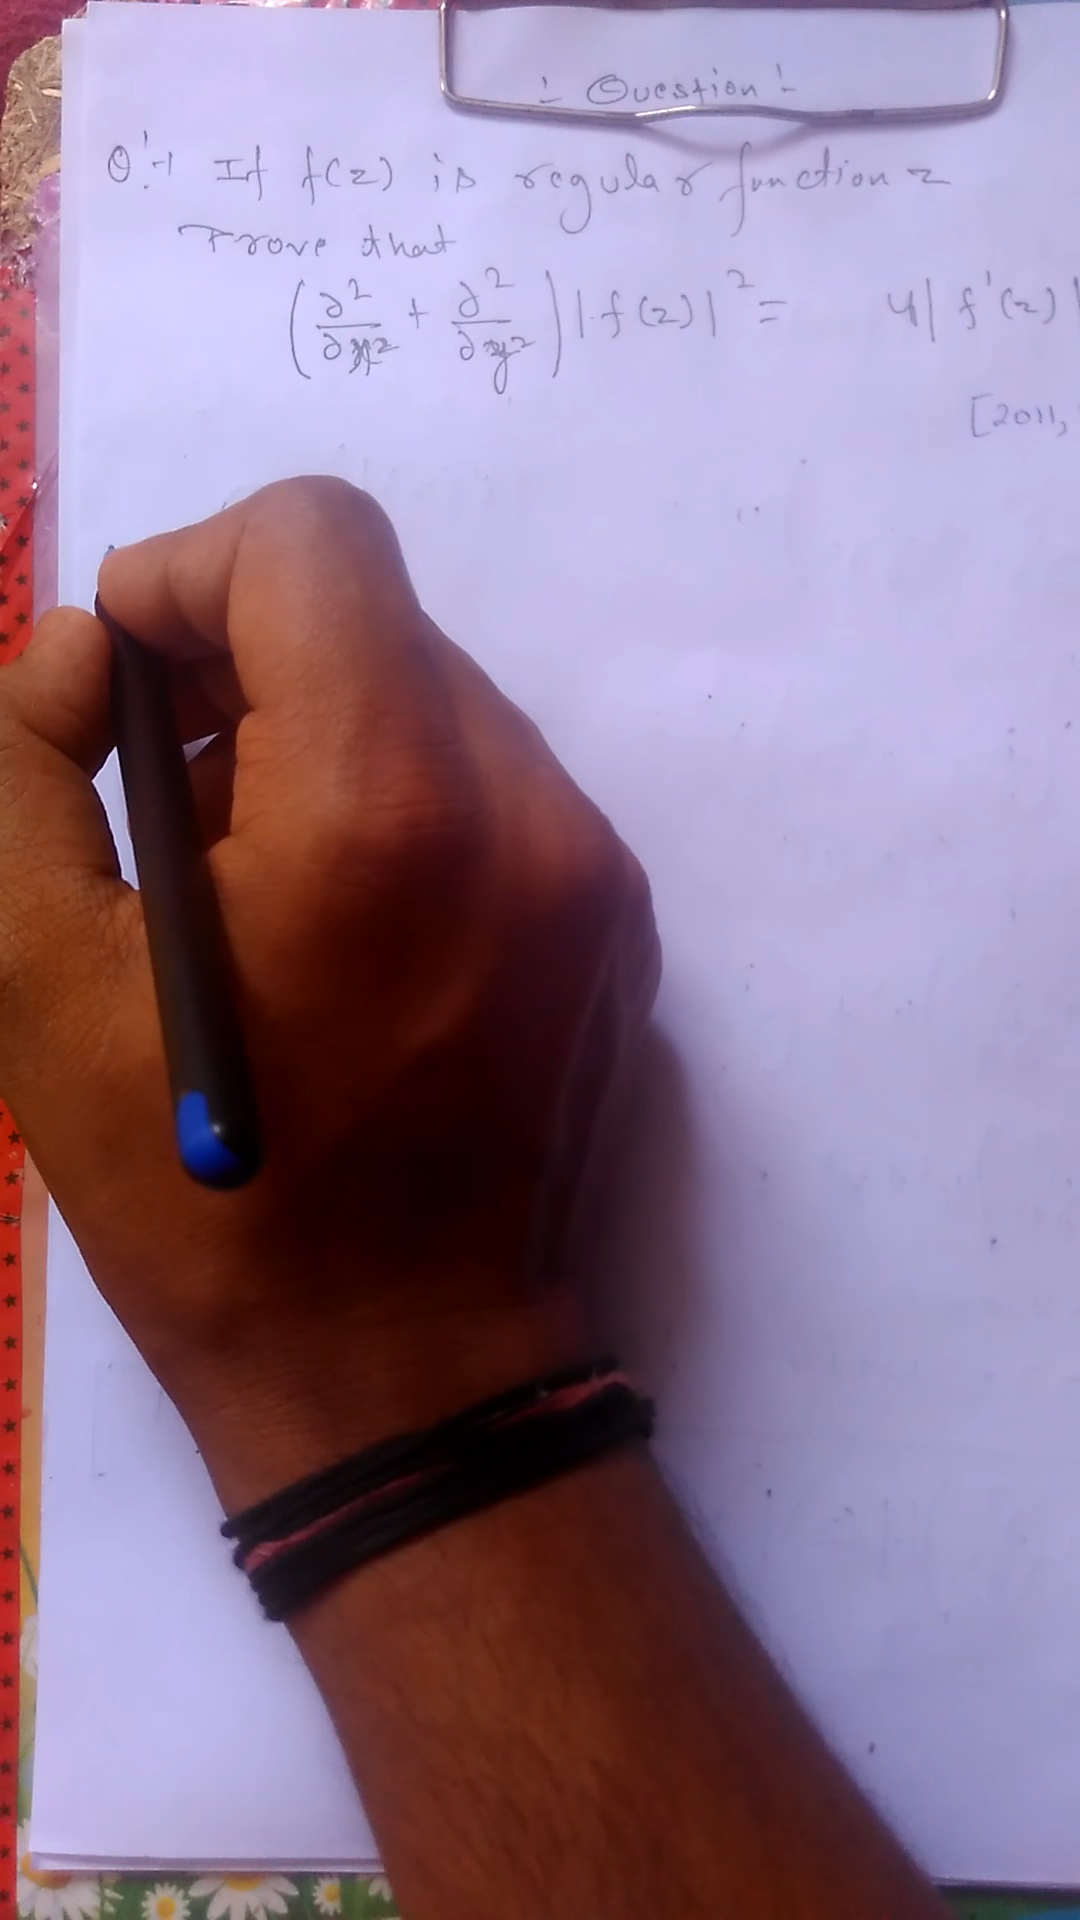 :- Question :-
Q:-1 If f(z) is regular function z
Prove that
(∂²/∂x² + ∂²/∂y²) |f(z)|² = 4| f'(z) |
[2011,